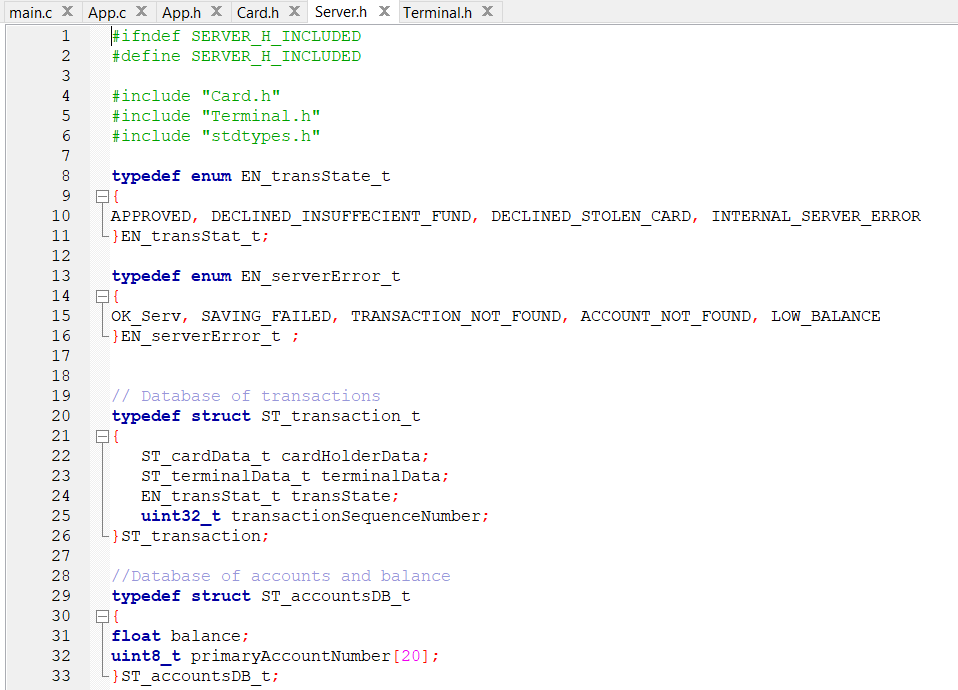 main.c X App.c X App.h X Card.h X Server.h X Terminal.h X
1 #ifndef SERVER_H_INCLUDED
2 #define SERVER_H_INCLUDED
3
4 #include "Card.h"
5 #include "Terminal.h"
6 #include "stdtypes.h"
7
8 typedef enum EN_transState_t
9 {
10 APPROVED, DECLINED_INSUFFECIENT_FUND, DECLINED_STOLEN_CARD, INTERNAL_SERVER_ERROR
11 }EN_transStat_t;
12
13 typedef enum EN_serverError_t
14 {
15 OK_Serv, SAVING_FAILED, TRANSACTION_NOT_FOUND, ACCOUNT_NOT_FOUND, LOW_BALANCE
16 }EN_serverError_t ;
17
18
19 // Database of transactions
20 typedef struct ST_transaction_t
21 {
22 ST_cardData_t cardHolderData;
23 ST_terminalData_t terminalData;
24 EN_transStat_t transState;
25 uint32_t transactionSequenceNumber;
26 }ST_transaction;
27
28 //Database of accounts and balance
29 typedef struct ST_accountsDB_t
30 {
31 float balance;
32 uint8_t primaryAccountNumber[20];
33 }ST_accountsDB_t;